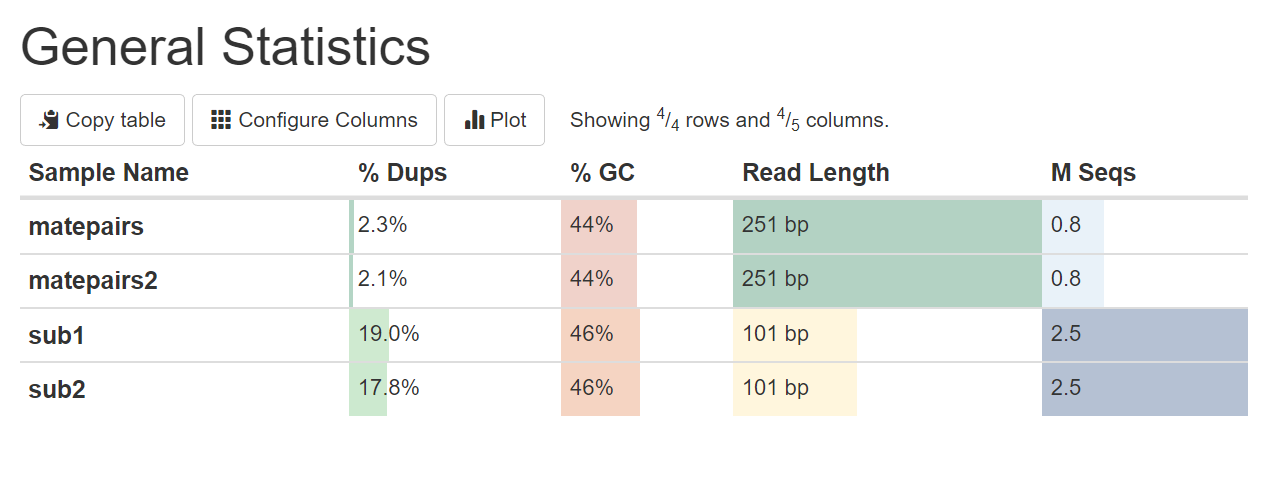 General Statistics
Copy table Configure Columns Plot Showing 4/4 rows and 4/5 columns.
Sample Name % Dups % GC Read Length M Seqs
matepairs 2.3% 44% 251 bp 0.8
matepairs2 2.1% 44% 251 bp 0.8
sub1 19.0% 46% 101 bp 2.5
sub2 17.8% 46% 101 bp 2.5